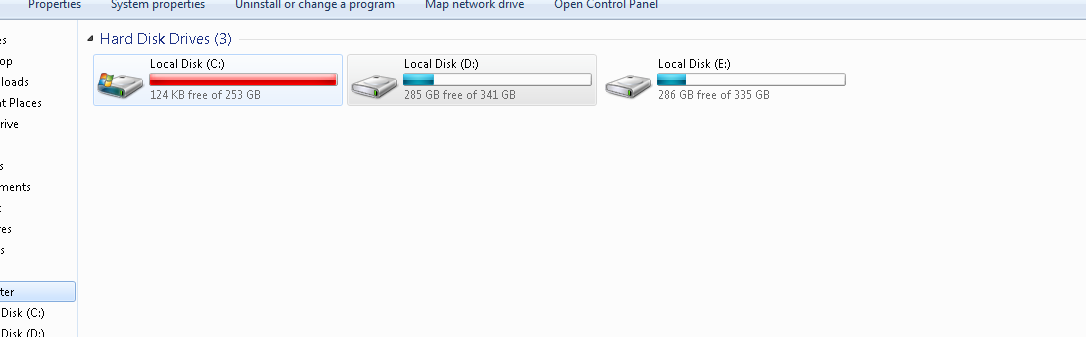 Properties System properties Uninstall or change a program Map network drive Open Control Panel
Hard Disk Drives (3)
Local Disk (C:)
124 KB free of 253 GB
Local Disk (D:)
285 GB free of 341 GB
Local Disk (E:)
286 GB free of 335 GB
es
op
loads
t Places
rive
s
ments
t
res
s
ter
Disk (C:)
Disk (D:)